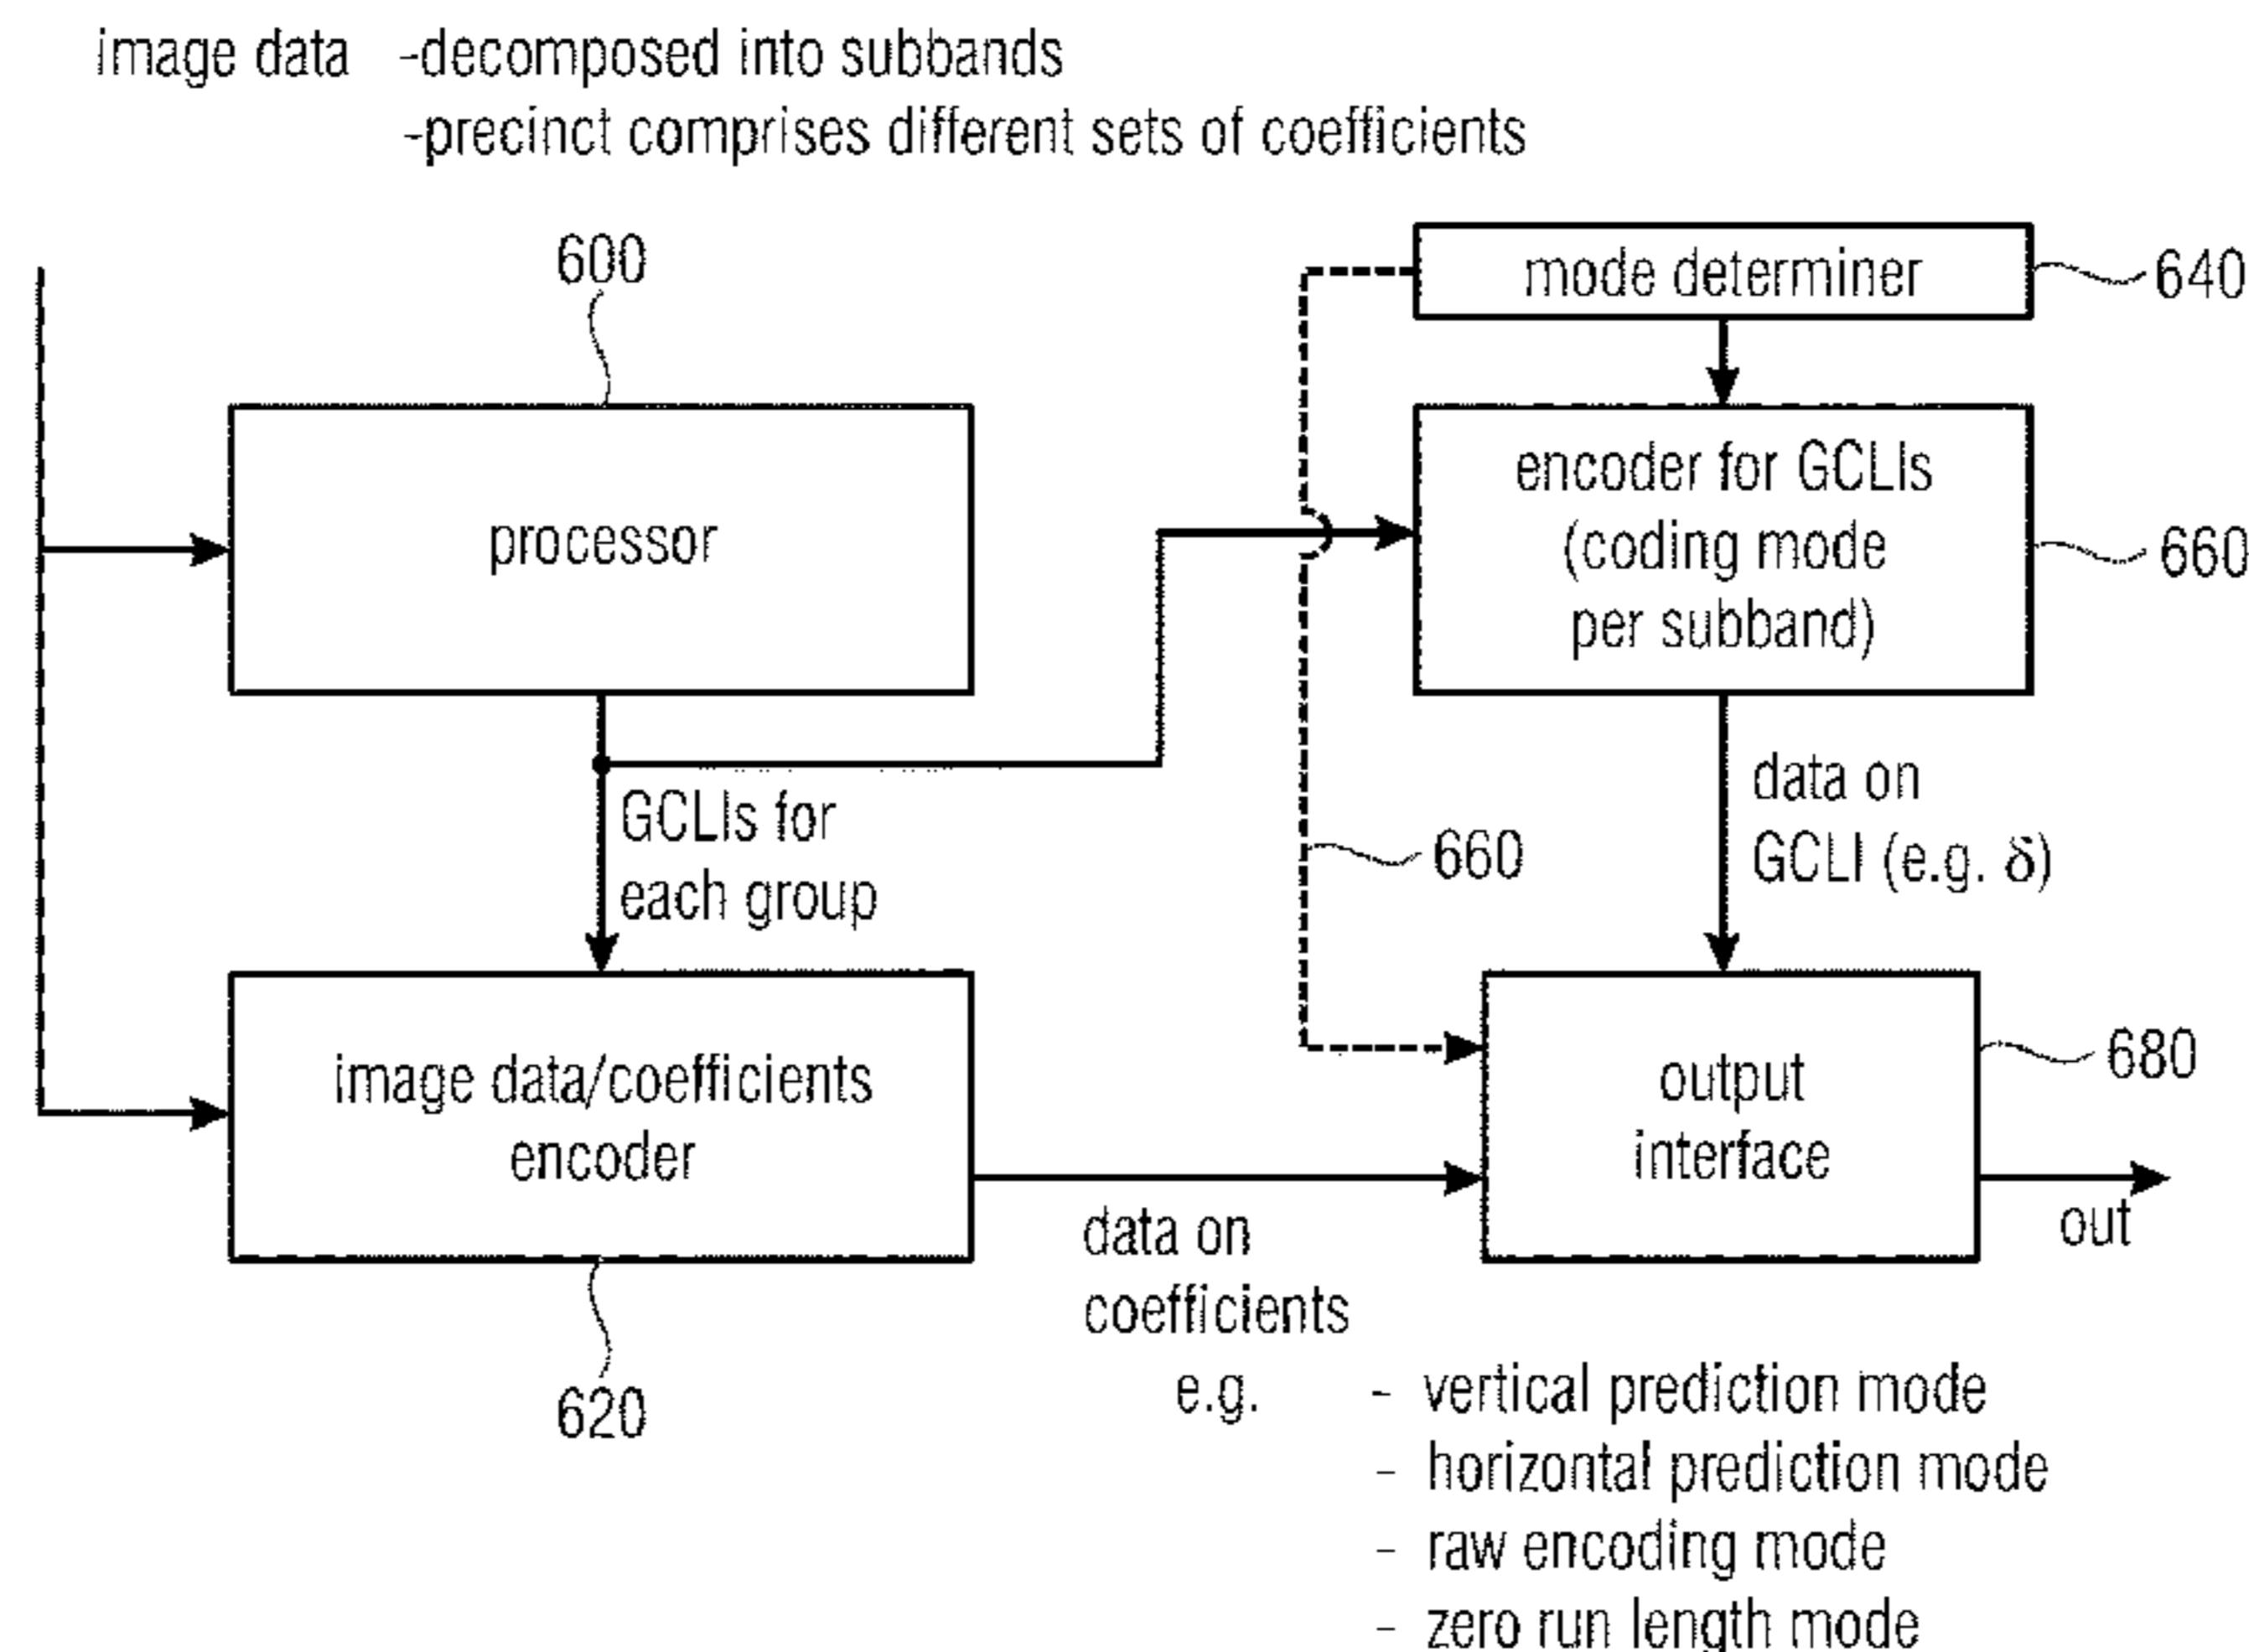 image data -decomposed into subbands
-precinct comprises different sets of coefficients
600
mode determiner
640
processor
encoder for GCLIs
(coding mode
per subband)
660
GCLIs for
each group
660
data on
GCLI (e.g. δ)
image data/coefficients
encoder
620
output
interface
680
out
data on
coefficients
e.g. - vertical prediction mode
- horizontal prediction mode
- raw encoding mode
- zero run length mode